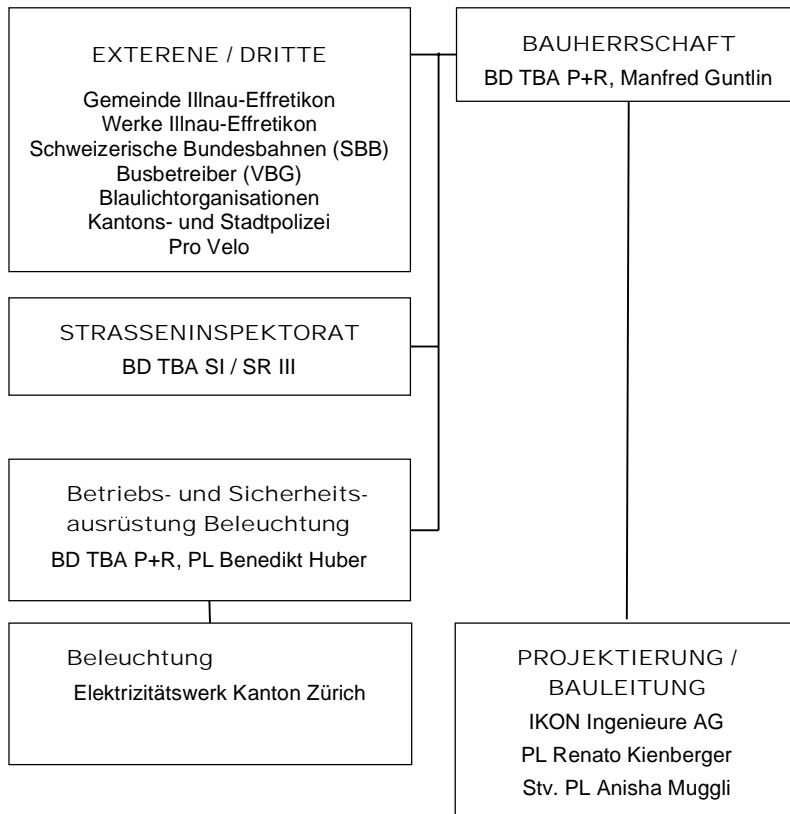 EXTERENE / DRITTE
Gemeinde Illnau-Effretikon
Werke Illnau-Effretikon
Schweizerische Bundesbahnen (SBB)
Busbetreiber (VBG)
Blaulichtorganisationen
Kantons- und Stadtpolizei
Pro Velo
BAUHERRSCHAFT
BD TBA P+R, Manfred Guntlin
STRASSENINSPEKTORAT
BD TBA SI / SR III
Betriebs- und Sicherheits-
ausrüstung Beleuchtung
BD TBA P+R, PL Benedikt Huber
Beleuchtung
Elektrizitätswerk Kanton Zürich
PROJEKTIERUNG /
BAULEITUNG
IKON Ingenieure AG
PL Renato Kienberger
Stv. PL Anisha Muggli